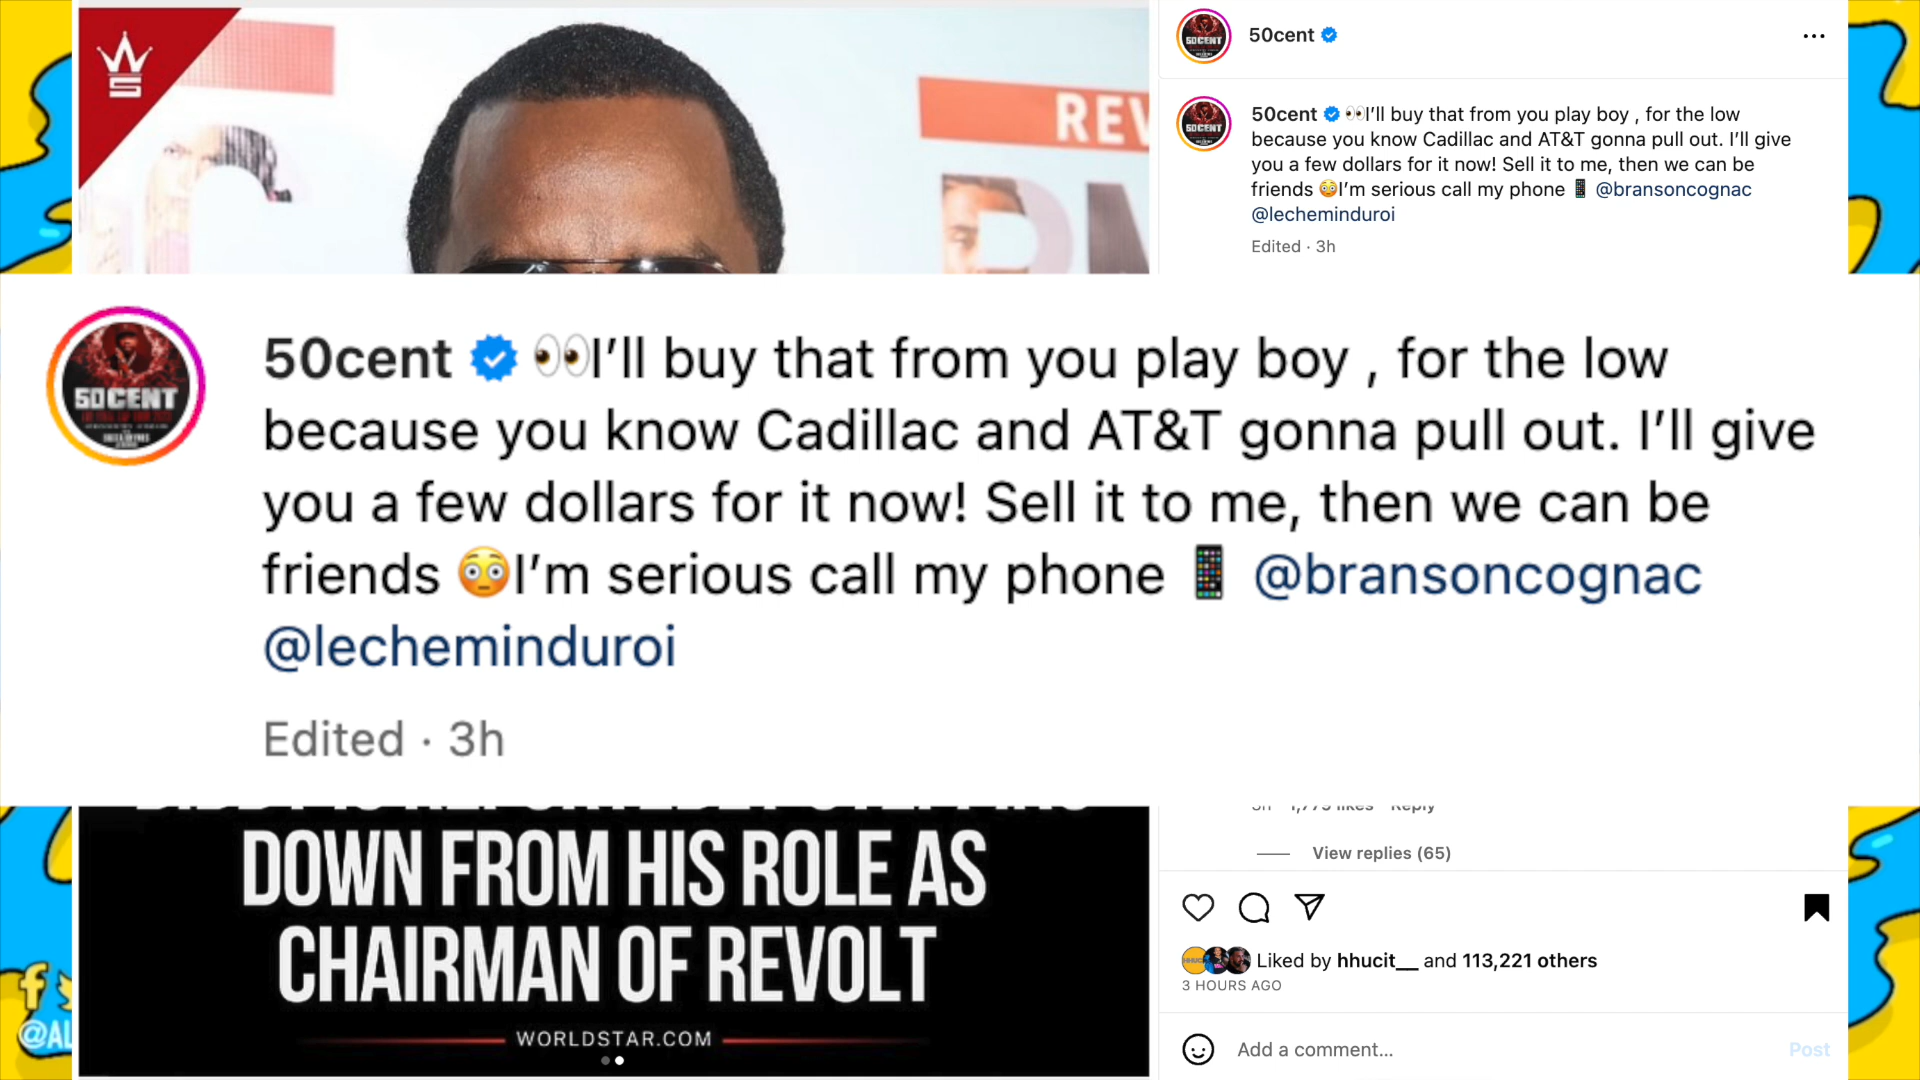 REV
50cent
50cent 👀I'll buy that from you play boy , for the low
because you know Cadillac and AT&T gonna pull out. I'll give
you a few dollars for it now! Sell it to me, then we can be
friends 😳I'm serious call my phone 📱 @bransoncognac
@lecheminduroi
Edited · 3h
50CENT
50cent 👀I'll buy that from you play boy , for the low
because you know Cadillac and AT&T gonna pull out. I'll give
you a few dollars for it now! Sell it to me, then we can be
friends 😳I'm serious call my phone 📱 @bransoncognac
@lecheminduroi
Edited · 3h
DOWN FROM HIS ROLE AS
CHAIRMAN OF REVOLT
WORLDSTAR.COM
View replies (65)
Liked by hhucit__ and 113,221 others
3 HOURS AGO
Add a comment...
Post